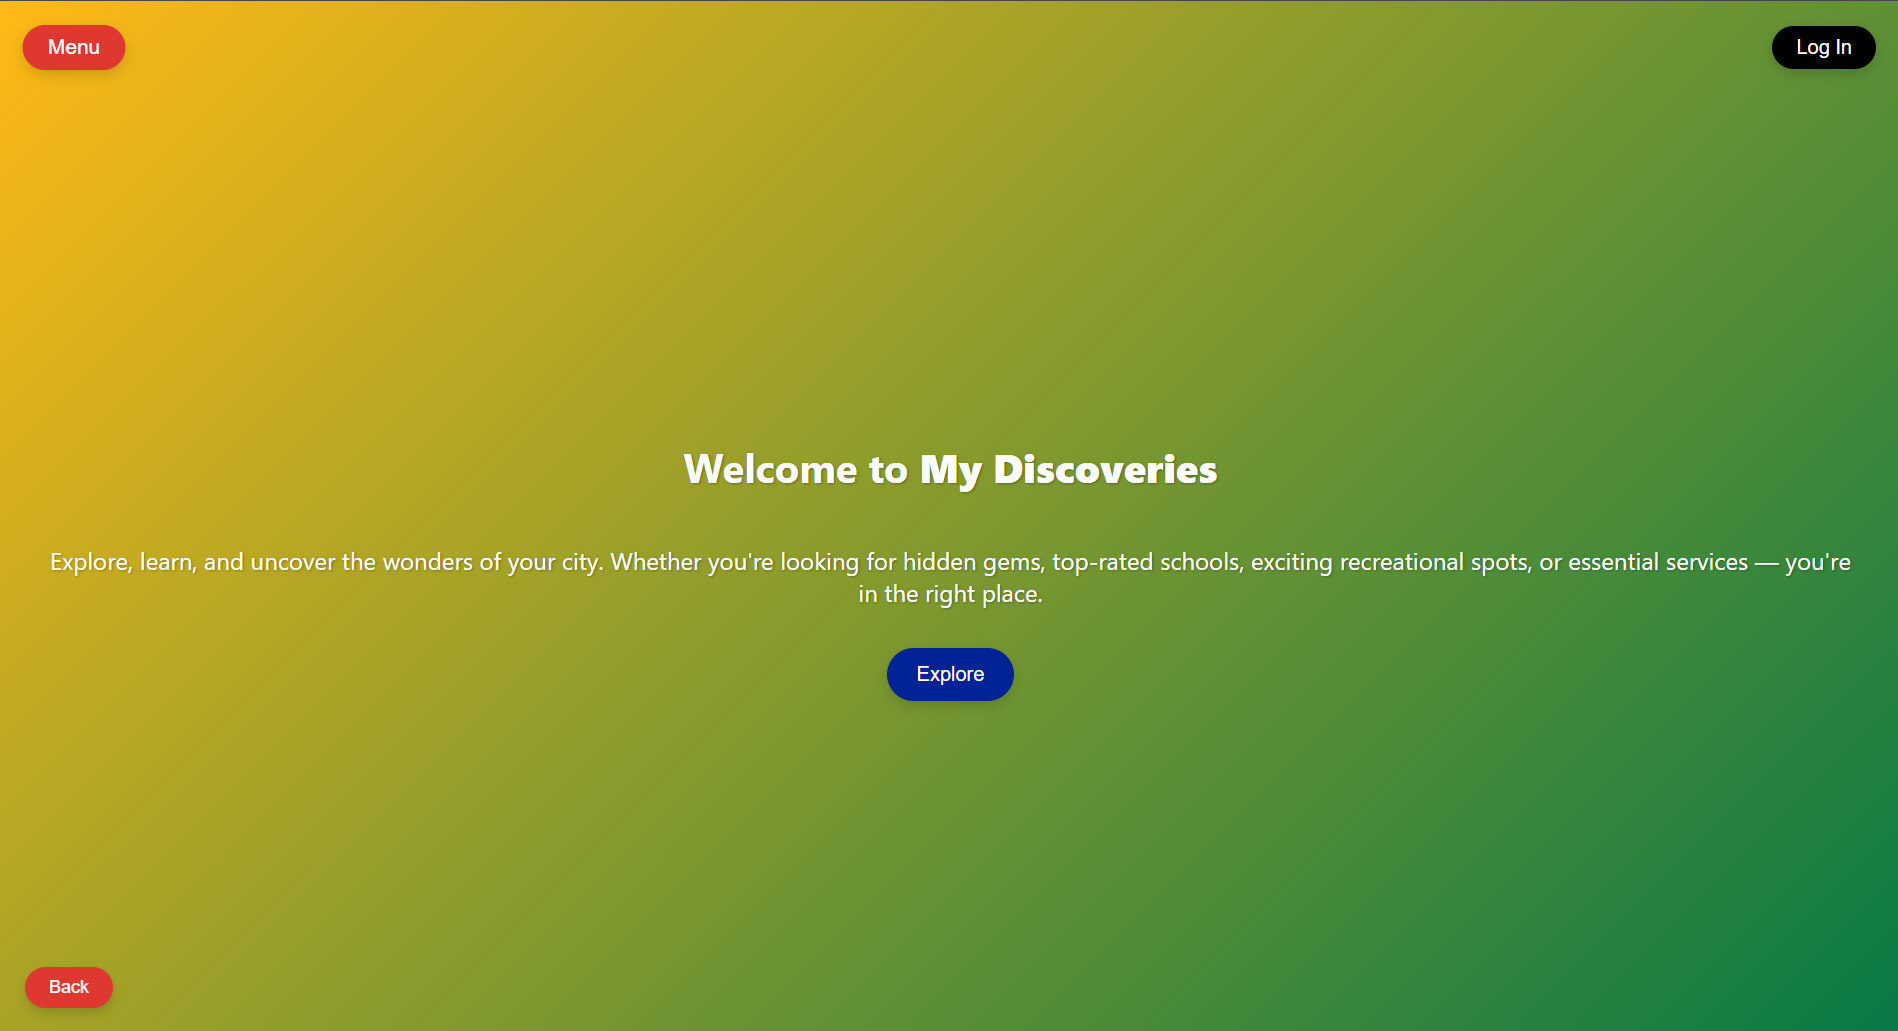 Menu
Log In
Welcome to My Discoveries
Explore, learn, and uncover the wonders of your city. Whether you're looking for hidden gems, top-rated schools, exciting recreational spots, or essential services — you're
in the right place.
Explore
Back